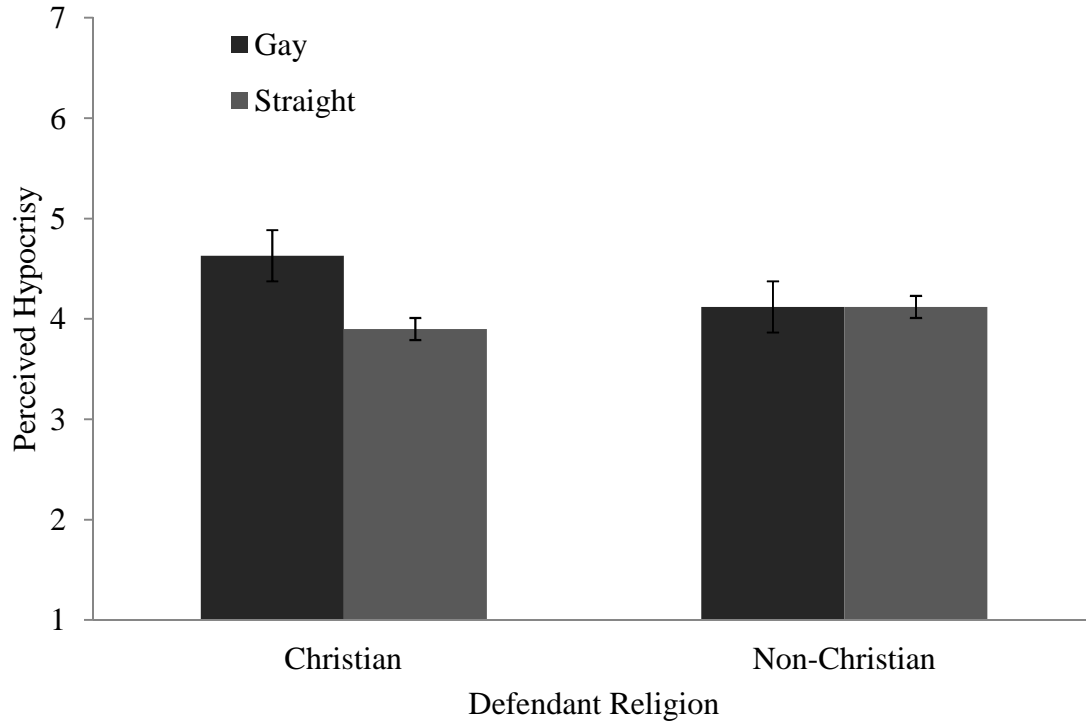 7
Gay
Straight
6
5
4
3
2
1
Perceived Hypocrisy
Christian
Non-Christian
Defendant Religion